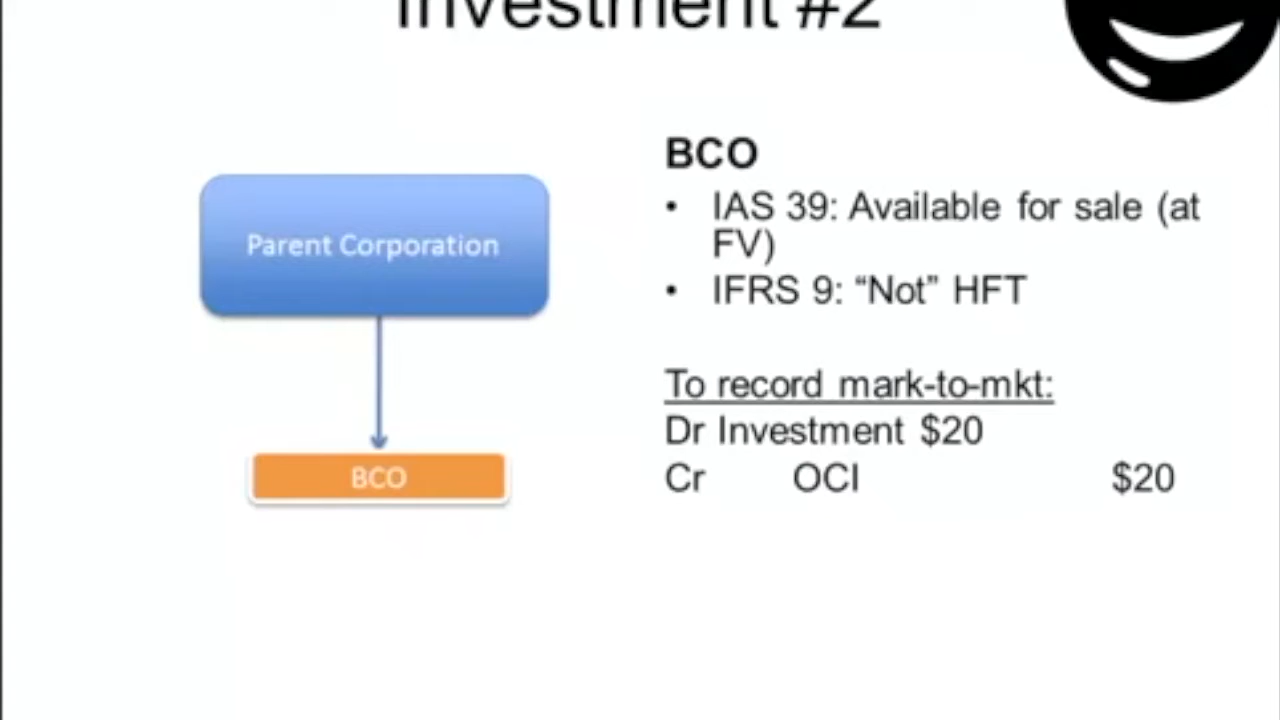 Investment #2
BCO
• IAS 39: Available for sale (at
FV)
• IFRS 9: “Not” HFT
To record mark-to-mkt:
Dr Investment $20
Cr OCI $20
Parent Corporation
BCO